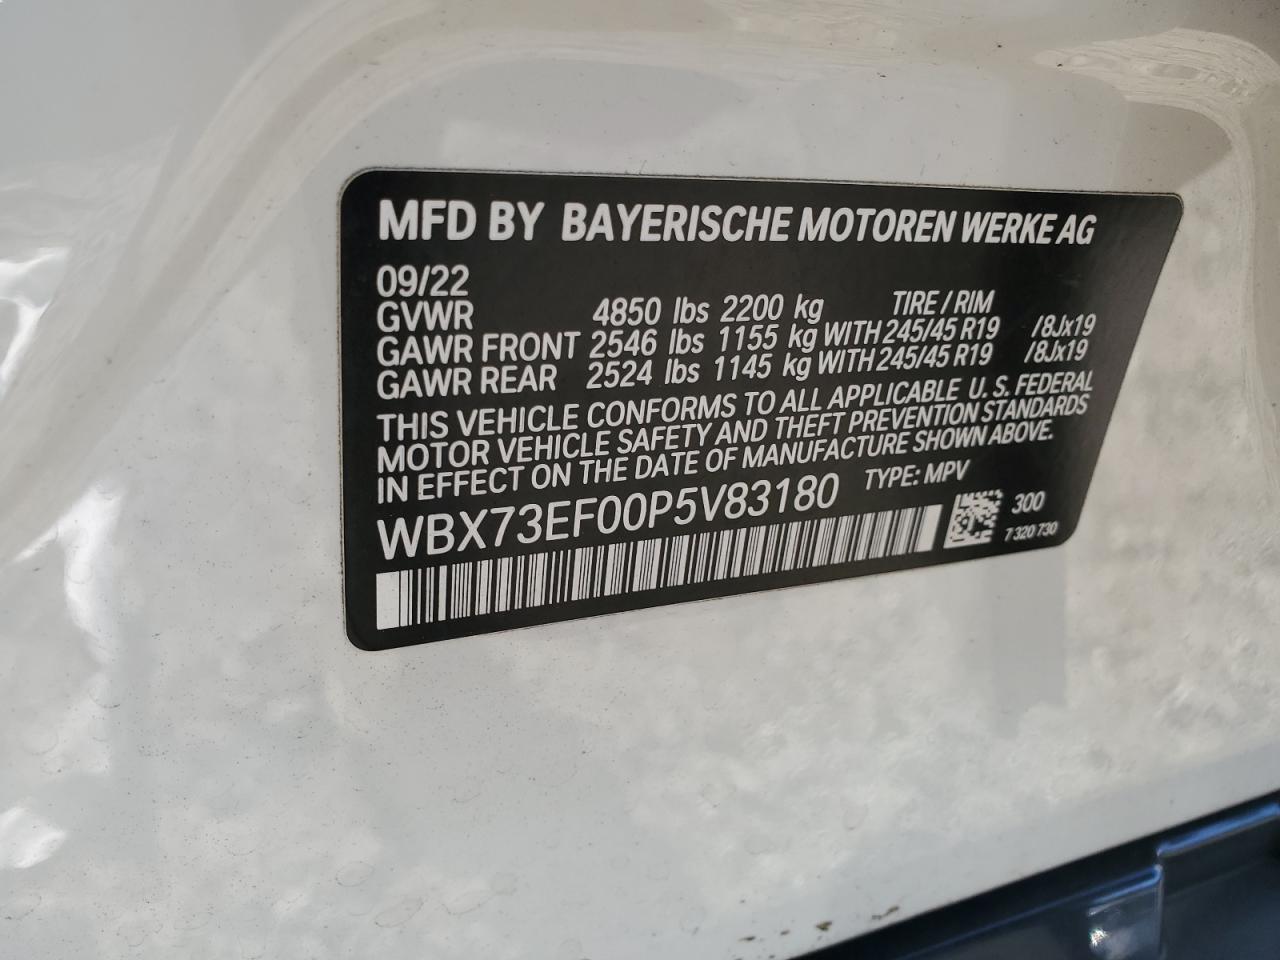 MFD BY BAYERISCHE MOTOREN WERKE AG
09/22
GVWR 4850 lbs 2200 kg TIRE / RIM
GAWR FRONT 2546 lbs 1155 kg WITH 245/45 R19 /8Jx19
GAWR REAR 2524 lbs 1145 kg WITH 245/45 R19 /8Jx19
THIS VEHICLE CONFORMS TO ALL APPLICABLE U.S. FEDERAL
MOTOR VEHICLE SAFETY AND THEFT PREVENTION STANDARDS
IN EFFECT ON THE DATE OF MANUFACTURE SHOWN ABOVE.
WBX73EF00P5V83180 TYPE: MPV
300
7 320 730